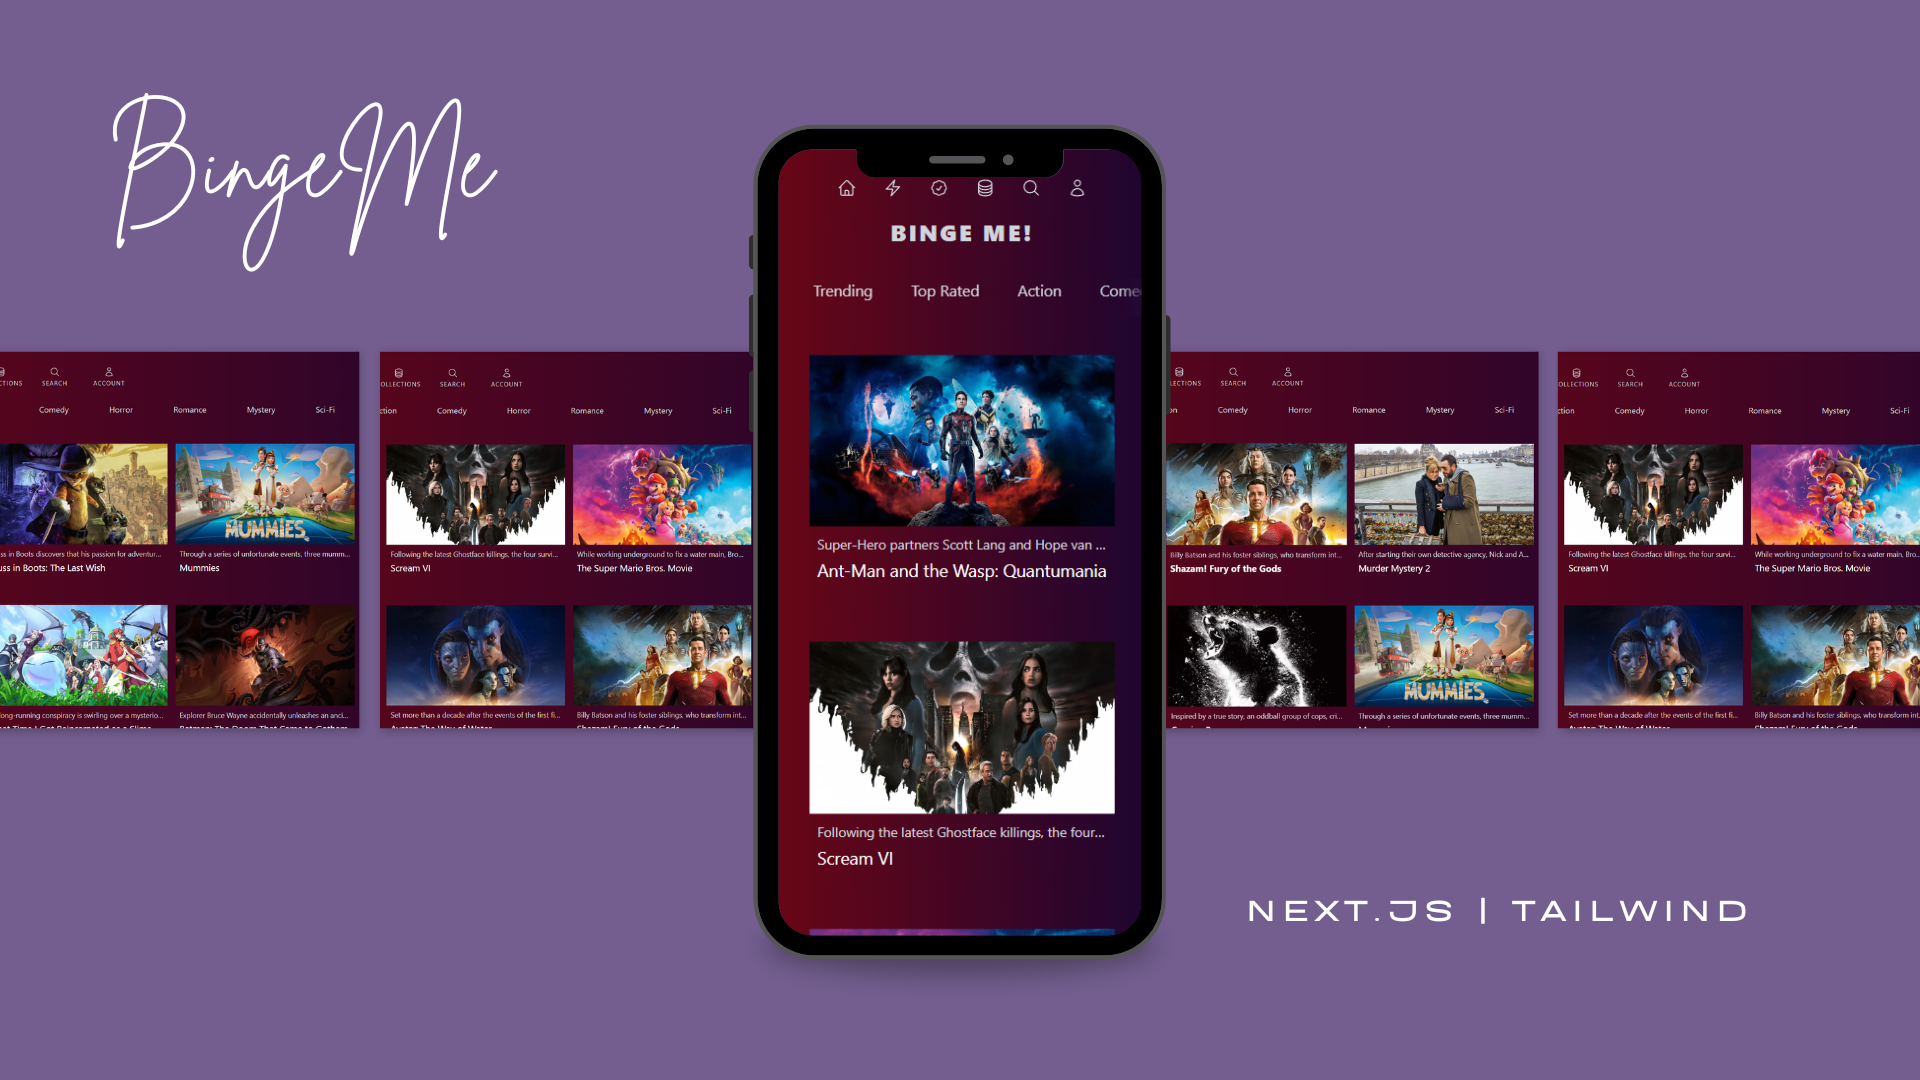 BingeMe
BINGE ME!
Trending Top Rated Action
Super-Hero partners Scott Lang and Hope van ...
Ant-Man and the Wasp: Quantumania
Following the latest Ghostface killings, the four...
Scream VI
SEARCH ACCOUNT
Comedy Horror Romance Mystery Sci-Fi
MUMMIES
ss in Boots discovers that his passion for adventur...
Through a series of unfortunate events, three mumm...
uss in Boots: The Last Wish
Mummies
long-running conspiracy is swirling over a mysterio...
Explorer Bruce Wayne accidentally unleashes an anci...
OLLECTIONS SEARCH ACCOUNT
ction Comedy Horror Romance Mystery Sci-Fi
Following the latest Ghostface killings, the four survi...
While working underground to fix a water main, Bro...
Scream VI
The Super Mario Bros. Movie
Set more than a decade after the events of the first fi...
Billy Batson and his foster siblings, who transform int...
LECTIONS SEARCH ACCOUNT
on Comedy Horror Romance Mystery Sci-Fi
Billy Batson and his foster siblings, who transform int...
After starting their own detective agency, Nick and A...
Shazam! Fury of the Gods
Murder Mystery 2
MUMMIES
Inspired by a true story, an oddball group of cops, cri...
Through a series of unfortunate events, three mumm...
OLLECTIONS SEARCH ACCOUNT
ction Comedy Horror Romance Mystery Sci-Fi
Following the latest Ghostface killings, the four survi...
While working underground to fix a water main, Bro...
Scream VI
The Super Mario Bros. Movie
Set more than a decade after the events of the first fi...
Billy Batson and his foster siblings, who transform int...
NEXT.JS | TAILWIND